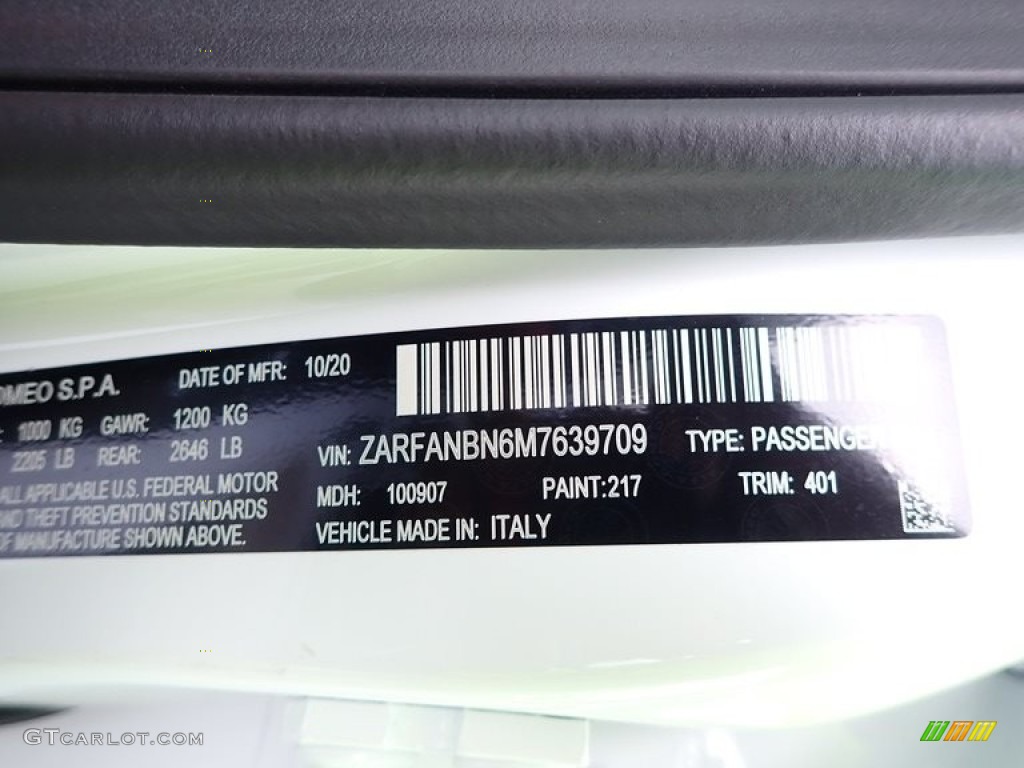 OMEO S.P.A. DATE OF MFR: 10/20
1000 KG GAWR: 1200 KG
2205 LB REAR: 2646 LB
VIN: ZARFANBN6M7639709 TYPE: PASSENGER
ALL APPLICABLE U.S. FEDERAL MOTOR
AND THEFT PREVENTION STANDARDS
OF MANUFACTURE SHOWN ABOVE.
MDH: 100907 PAINT:217 TRIM: 401
VEHICLE MADE IN: ITALY
GTCARLOT.COM